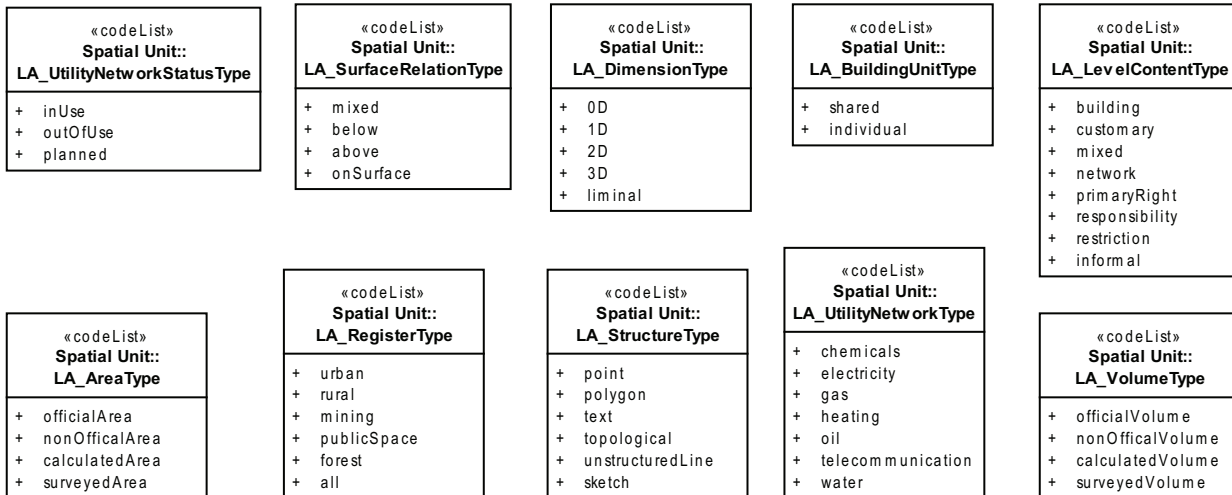 «codeList»
Spatial Unit::
LA_UtilityNetworkStatusType
+ inUse
+ outOfUse
+ planned
«codeList»
Spatial Unit::
LA_SurfaceRelationType
+ mixed
+ below
+ above
+ onSurface
«codeList»
Spatial Unit::
LA_DimensionType
+ 0D
+ 1D
+ 2D
+ 3D
+ liminal
«codeList»
Spatial Unit::
LA_BuildingUnitType
+ shared
+ individual
«codeList»
Spatial Unit::
LA_LevelContentType
+ building
+ customary
+ mixed
+ network
+ primaryRight
+ responsibility
+ restriction
+ informal
«codeList»
Spatial Unit::
LA_AreaType
+ officialArea
+ nonOfficalArea
+ calculatedArea
+ surveyedArea
«codeList»
Spatial Unit::
LA_RegisterType
+ urban
+ rural
+ mining
+ publicSpace
+ forest
+ all
«codeList»
Spatial Unit::
LA_StructureType
+ point
+ polygon
+ text
+ topological
+ unstructuredLine
+ sketch
«codeList»
Spatial Unit::
LA_UtilityNetworkType
+ chemicals
+ electricity
+ gas
+ heating
+ oil
+ telecommunication
+ water
«codeList»
Spatial Unit::
LA_VolumeType
+ officialVolume
+ nonOfficalVolume
+ calculatedVolume
+ surveyedVolume